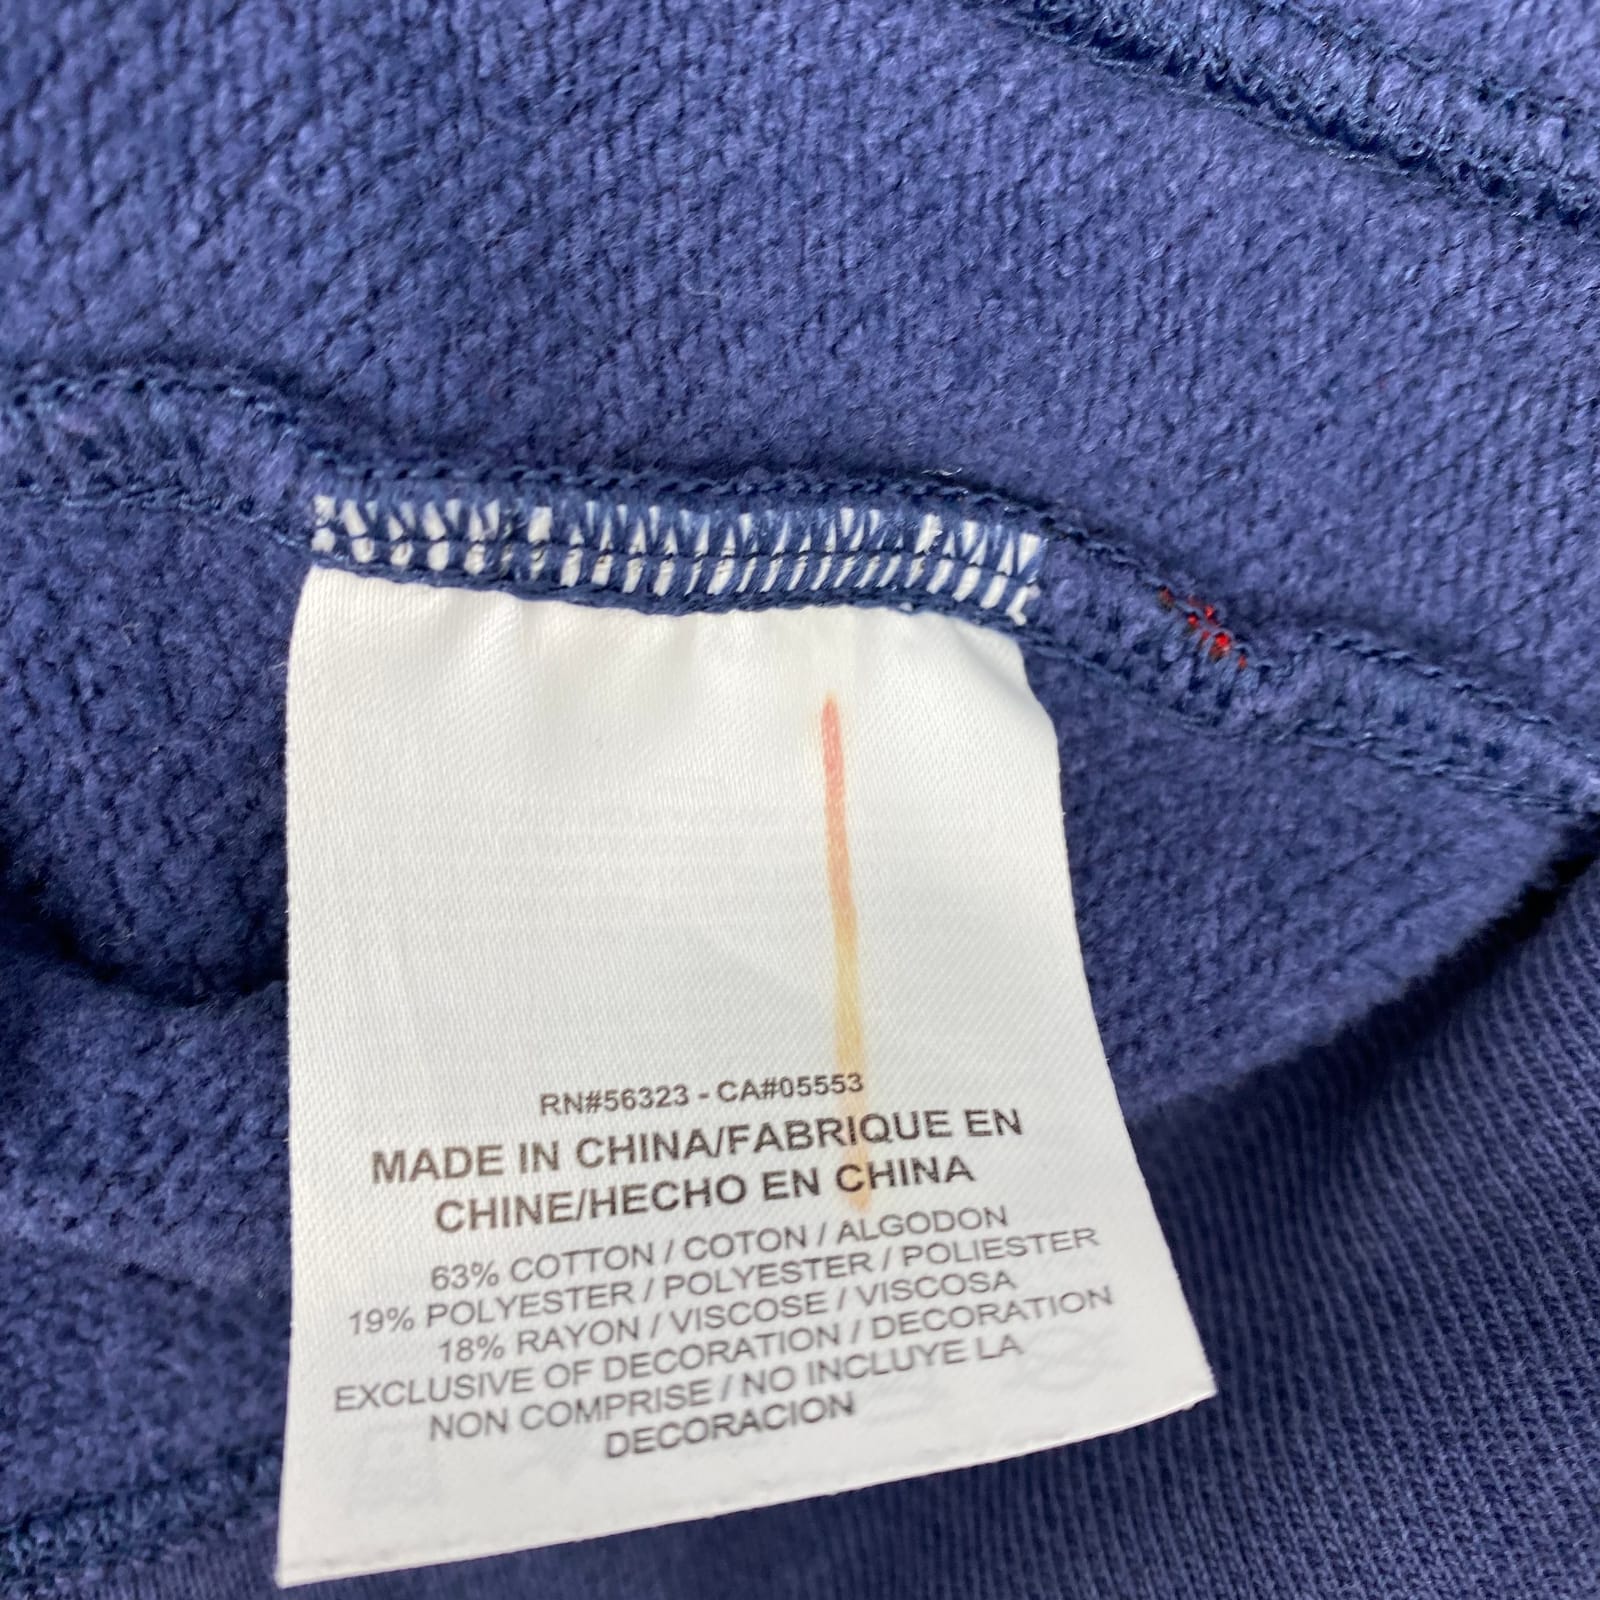 RN#56323 - CA#05553
MADE IN CHINA/FABRIQUE EN
CHINE/HECHO EN CHINA
63% COTTON / COTON / ALGODON
19% POLYESTER / POLYESTER / POLIESTER
18% RAYON / VISCOSE / VISCOSA
EXCLUSIVE OF DECORATION / DECORATION
NON COMPRISE / NO INCLUYE LA
DECORACION